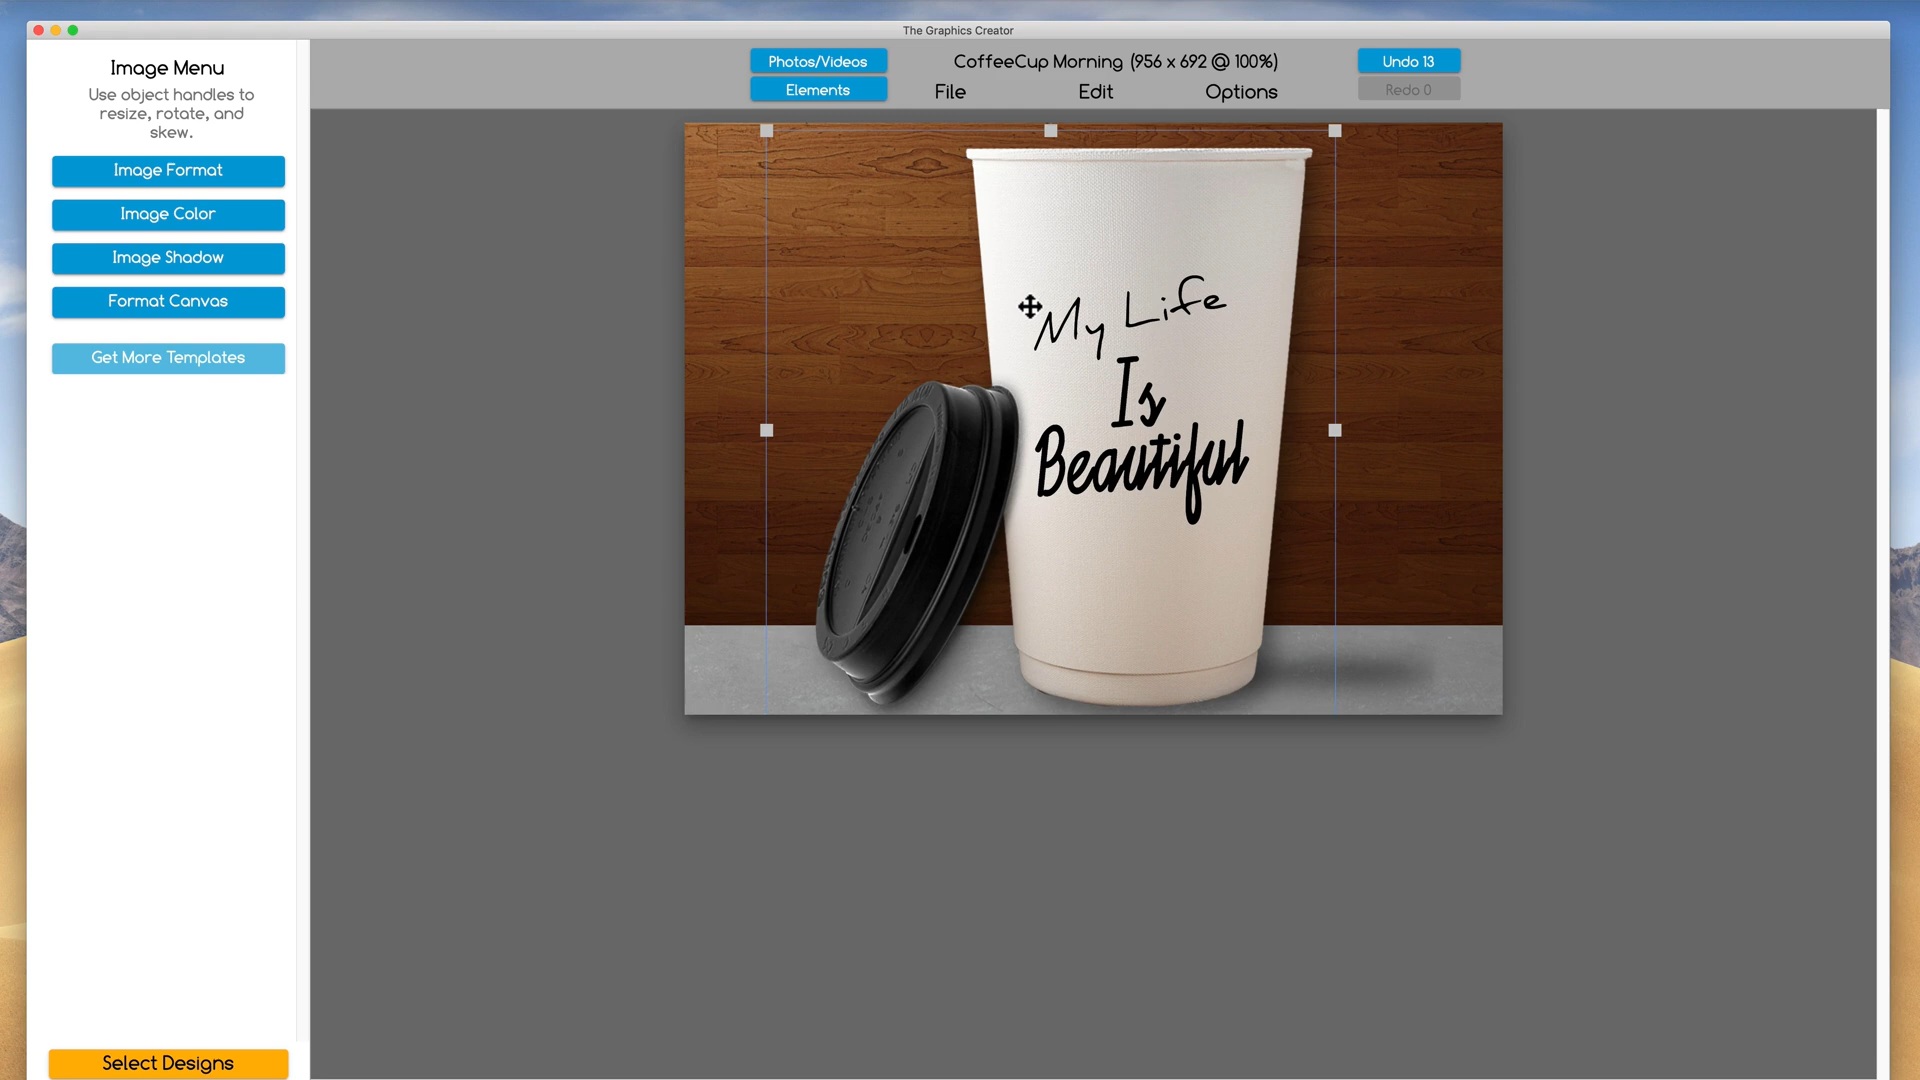 The Graphics Creator
Image Menu
Use object handles to
resize, rotate, and
skew.
Image Format
Image Color
Image Shadow
Format Canvas
Get More Templates
Select Designs
Photos/Videos
Elements
CoffeeCup Morning (956 x 692 @ 100%)
File
Edit
Options
Undo 13
Redo 0
My Life
Is
Beautiful